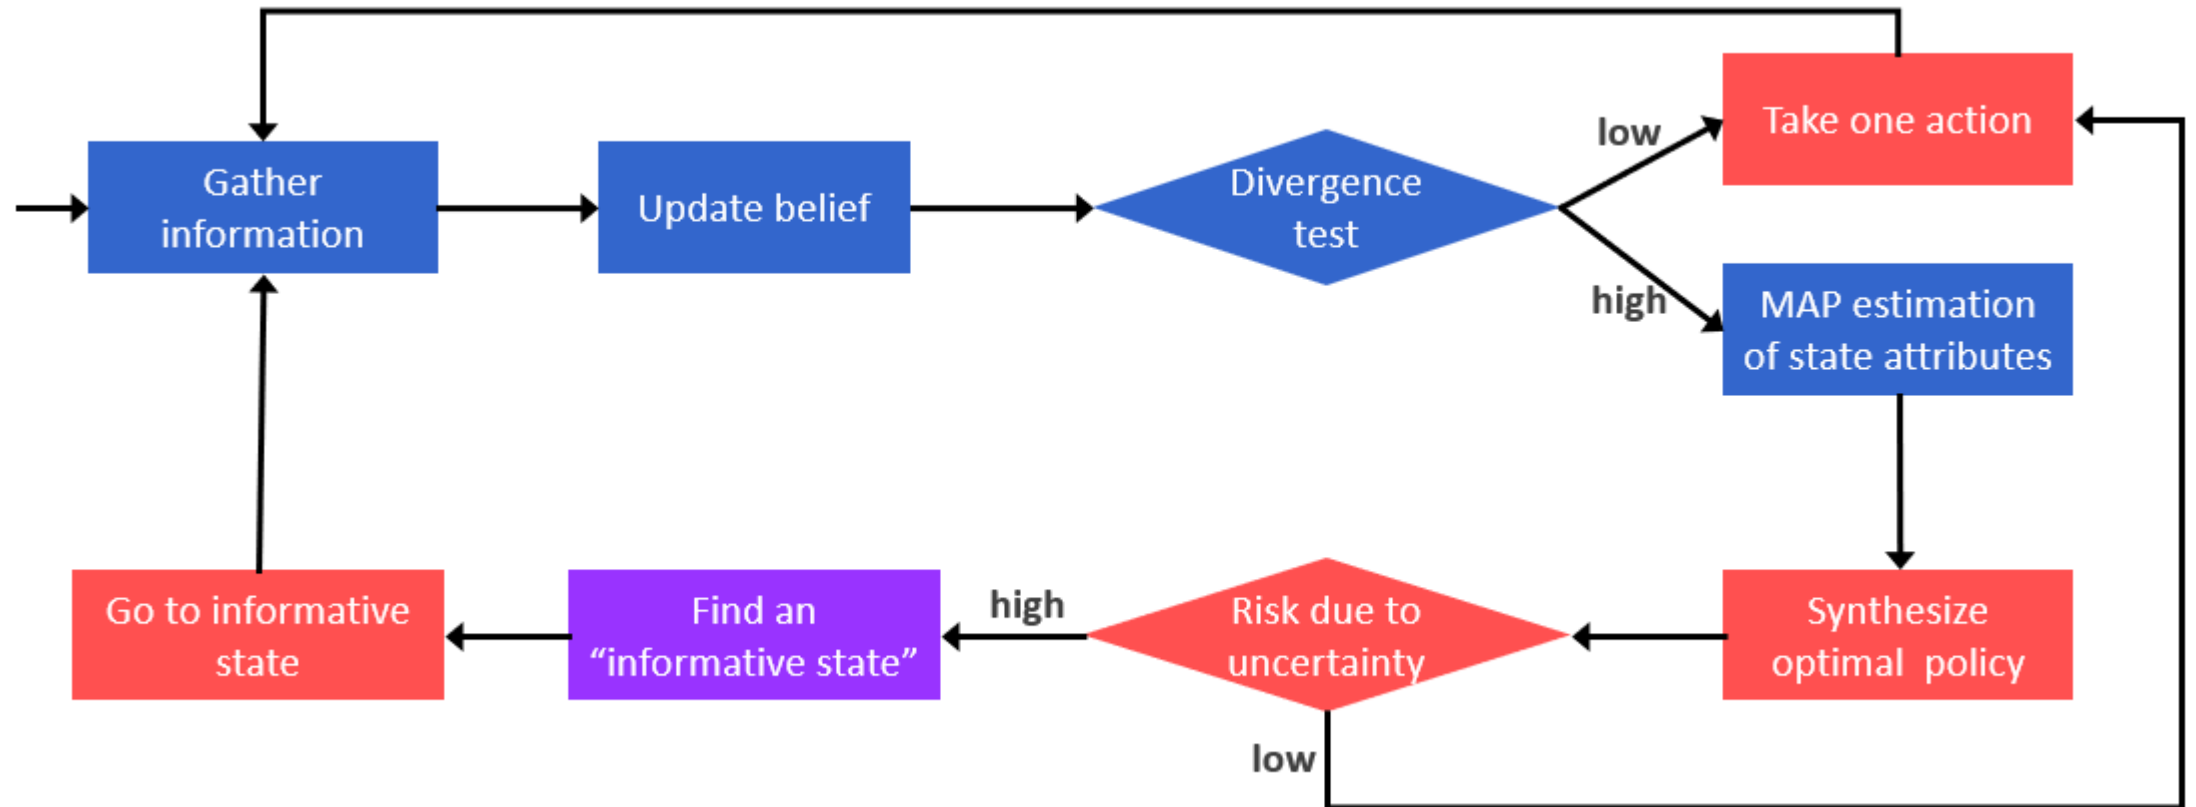 Gather
information
Update belief
Divergence
test
low
high
Take one action
MAP estimation
of state attributes
Go to informative
state
Find an
“informative state”
high
Risk due to
uncertainty
low
Synthesize
optimal policy